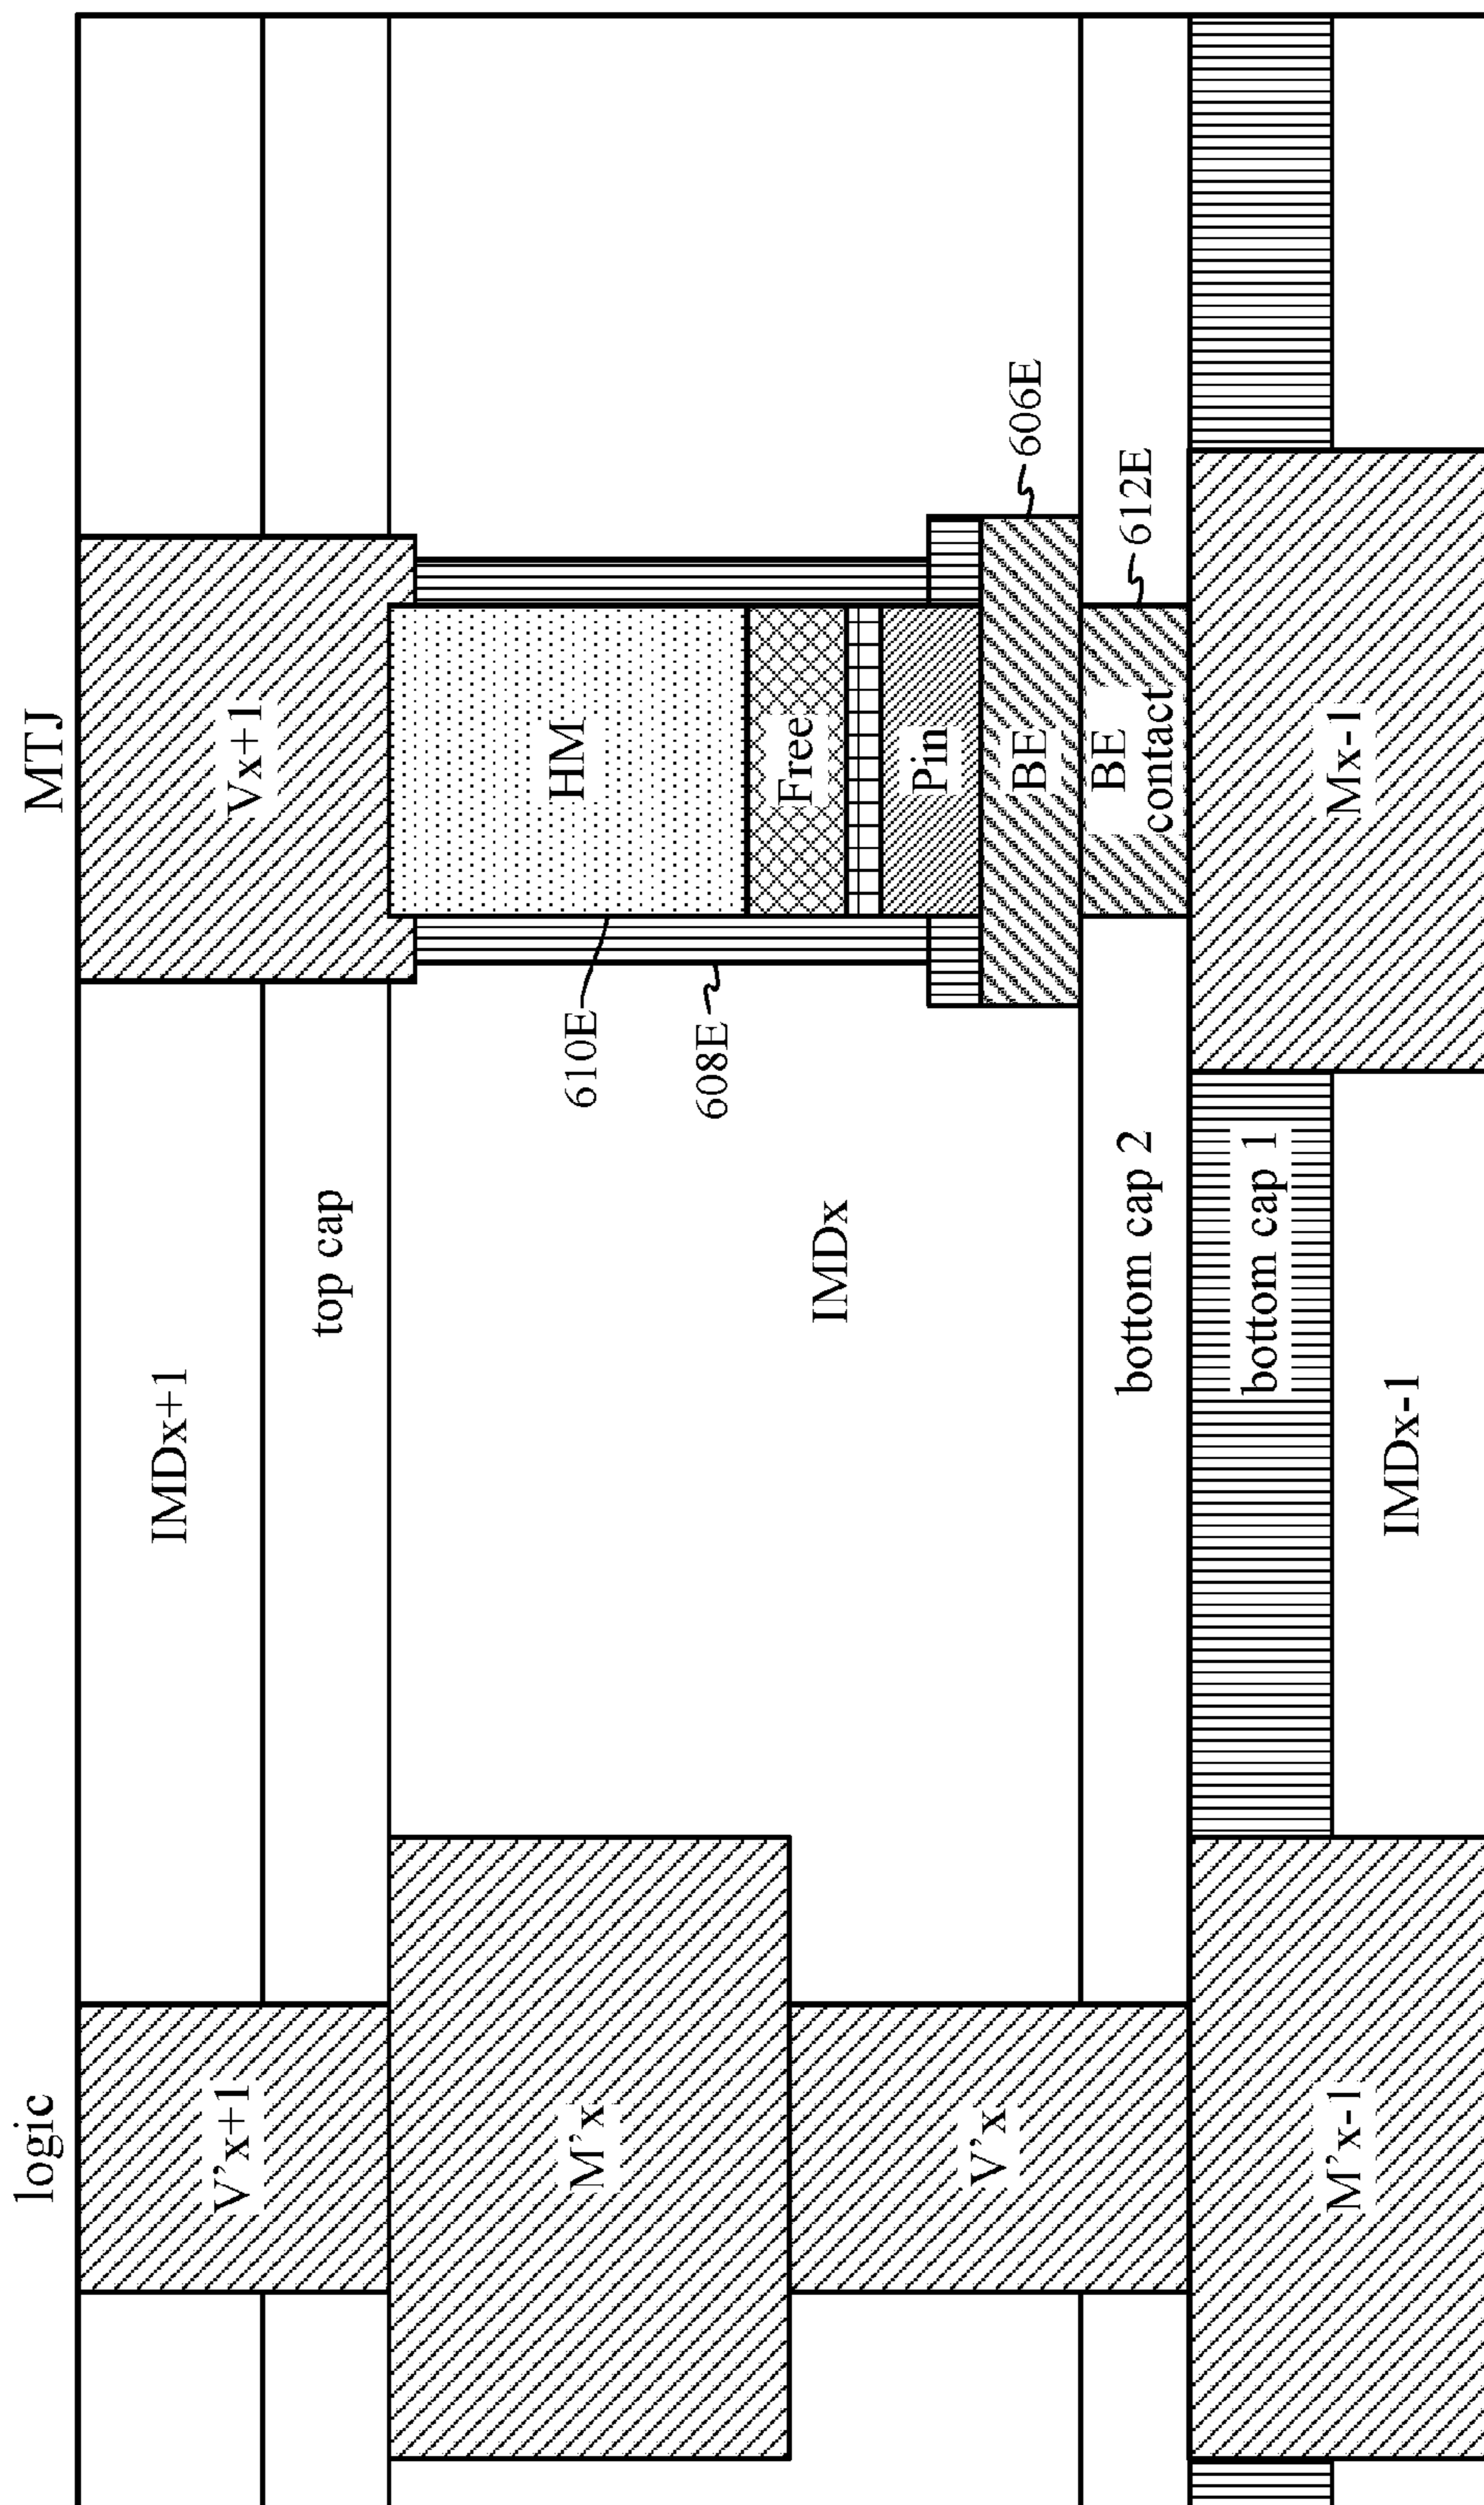 logic
MTJ
V'x+1
IMDx+1
Vx+1
top cap
M'x
610E
HM
608E
Free
IMDx
Pin
V'x
BE
606E
bottom cap 2
BE
contact
612E
bottom cap 1
M'x-1
IMDx-1
Mx-1